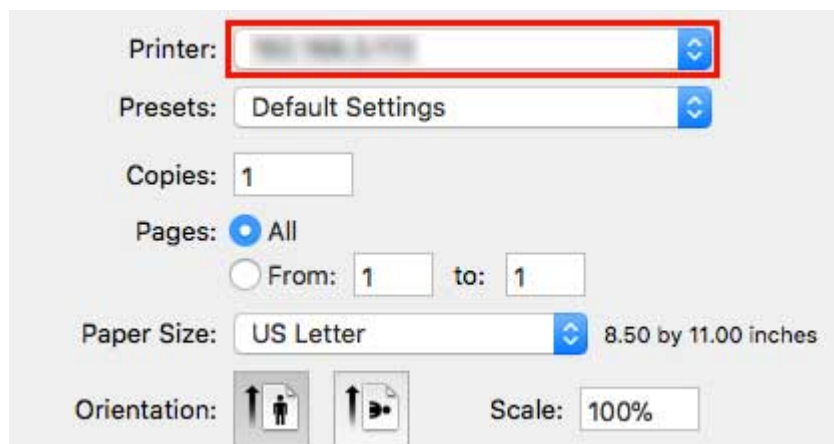 Printer:
Presets: Default Settings
Copies: 1
Pages: All
From: 1 to: 1
Paper Size: US Letter 8.50 by 11.00 inches
Orientation: Scale: 100%